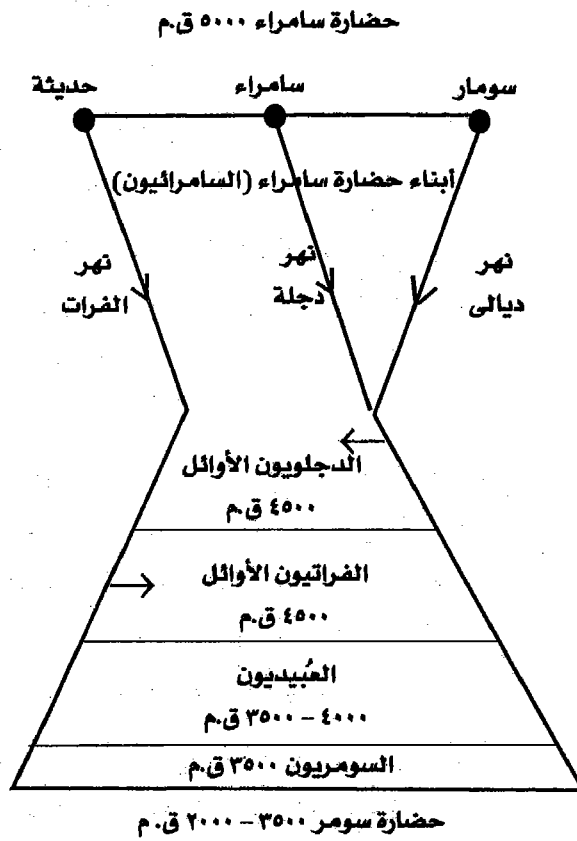 حضارة سامراء ٥٠٠٠ ق.م
سومار
سامراء
حديثة
أبناء حضارة سامراء (السامرائيون)
نهر
ديالى
نهر
دجلة
نهر
الفرات
الدجلويون الأوائل
٤٥٠٠ ق.م
الفراتيون الأوائل
٤٥٠٠ ق.م
العُبيديون
٤٠٠٠ – ٣٥٠٠ ق.م
السومريون ٣٥٠٠ ق.م
حضارة سومر ٣٥٠٠ – ٢٠٠٠ ق.م